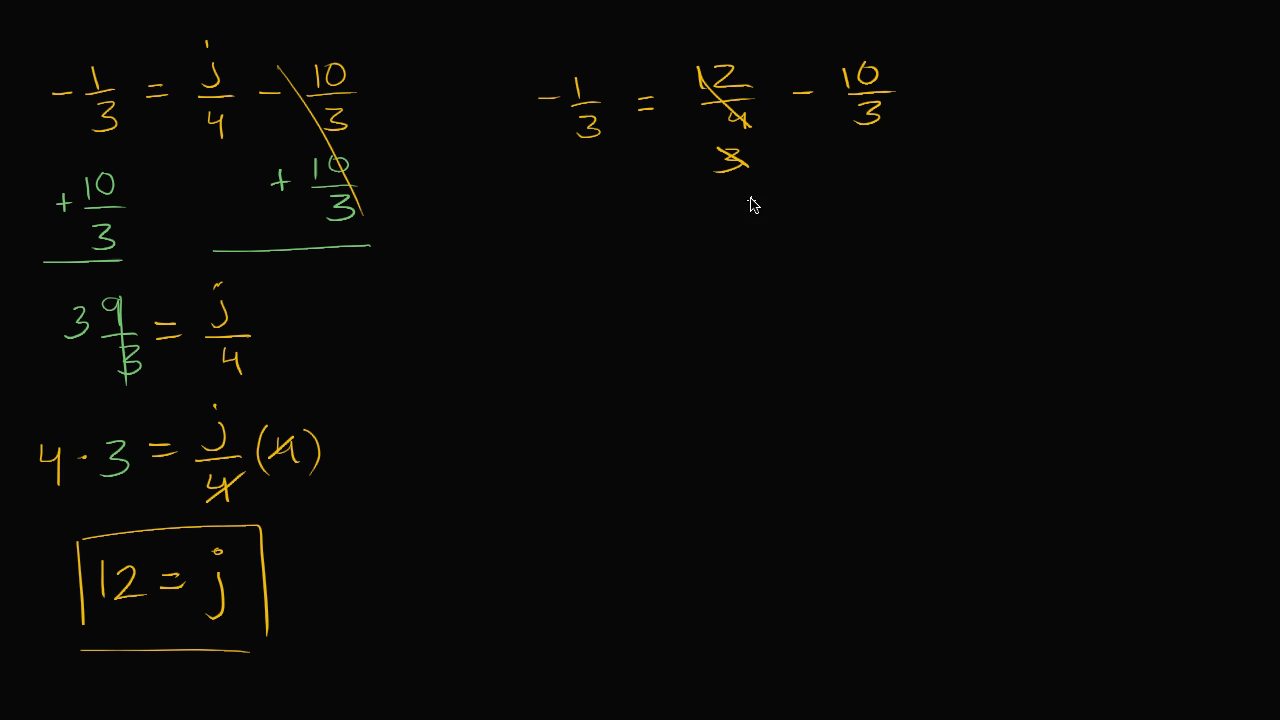 -1/3 = j/4 - 10/3
+ 10/3 + 10/3
3 9/3 = j/4
4 · 3 = j/4 (4)
12 = j
-1/3 = 12/4 - 10/3
3